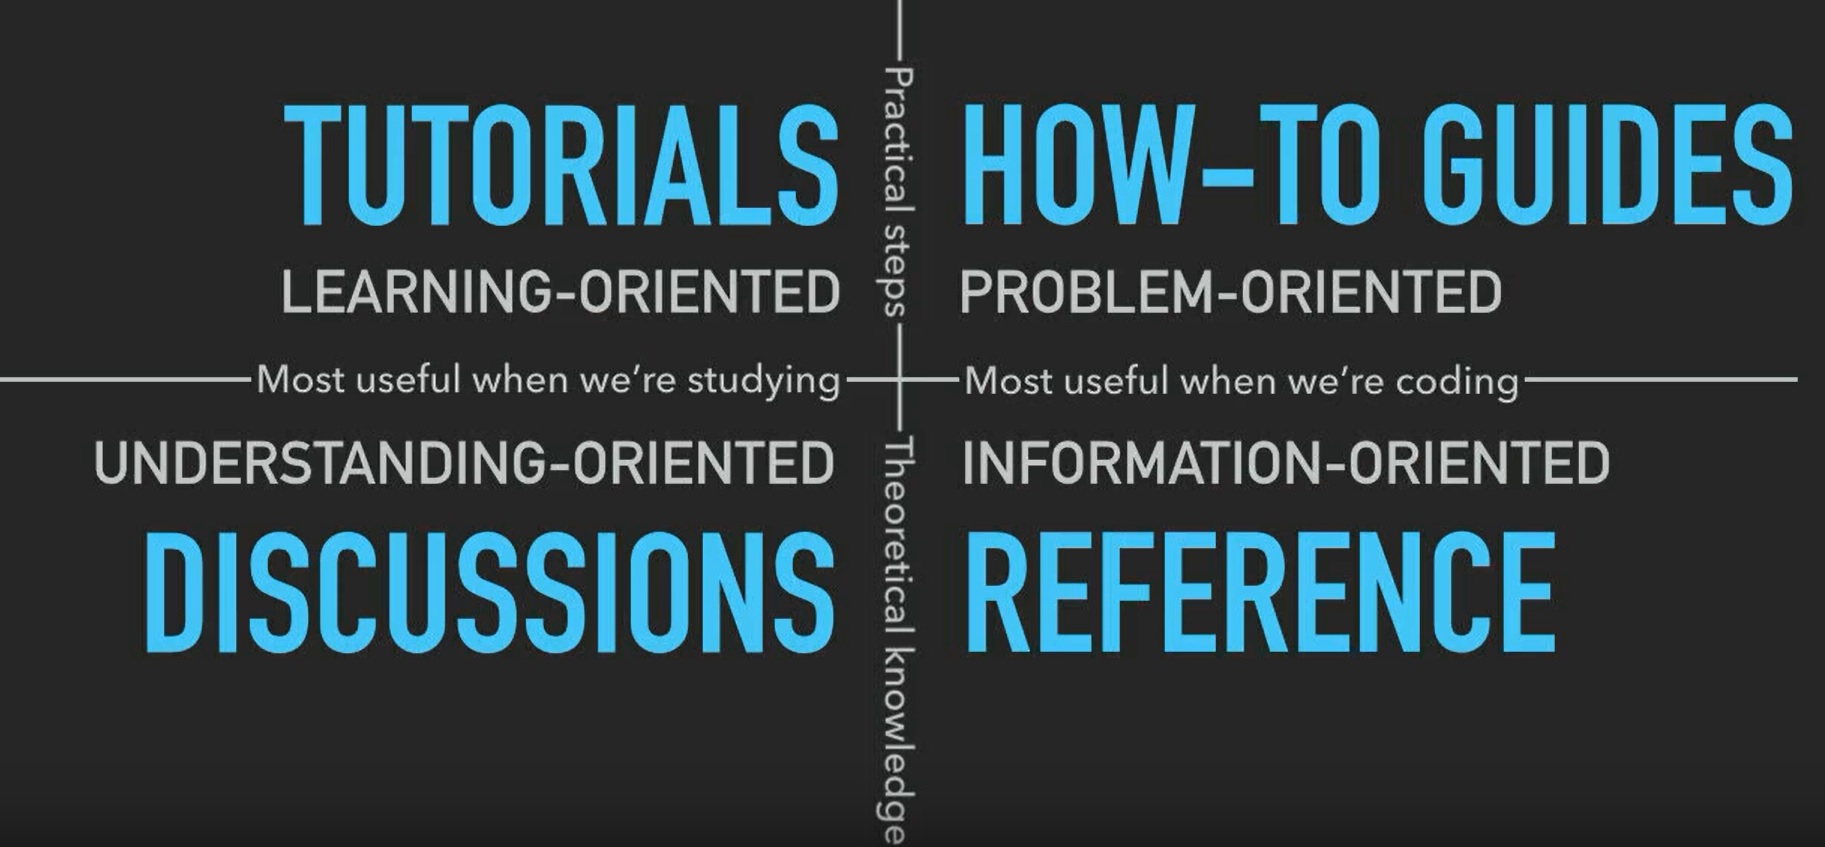 TUTORIALS
LEARNING-ORIENTED
Practical steps
HOW-TO GUIDES
PROBLEM-ORIENTED
Most useful when we’re studying
Most useful when we’re coding
UNDERSTANDING-ORIENTED
DISCUSSIONS
Theoretical knowledge
INFORMATION-ORIENTED
REFERENCE